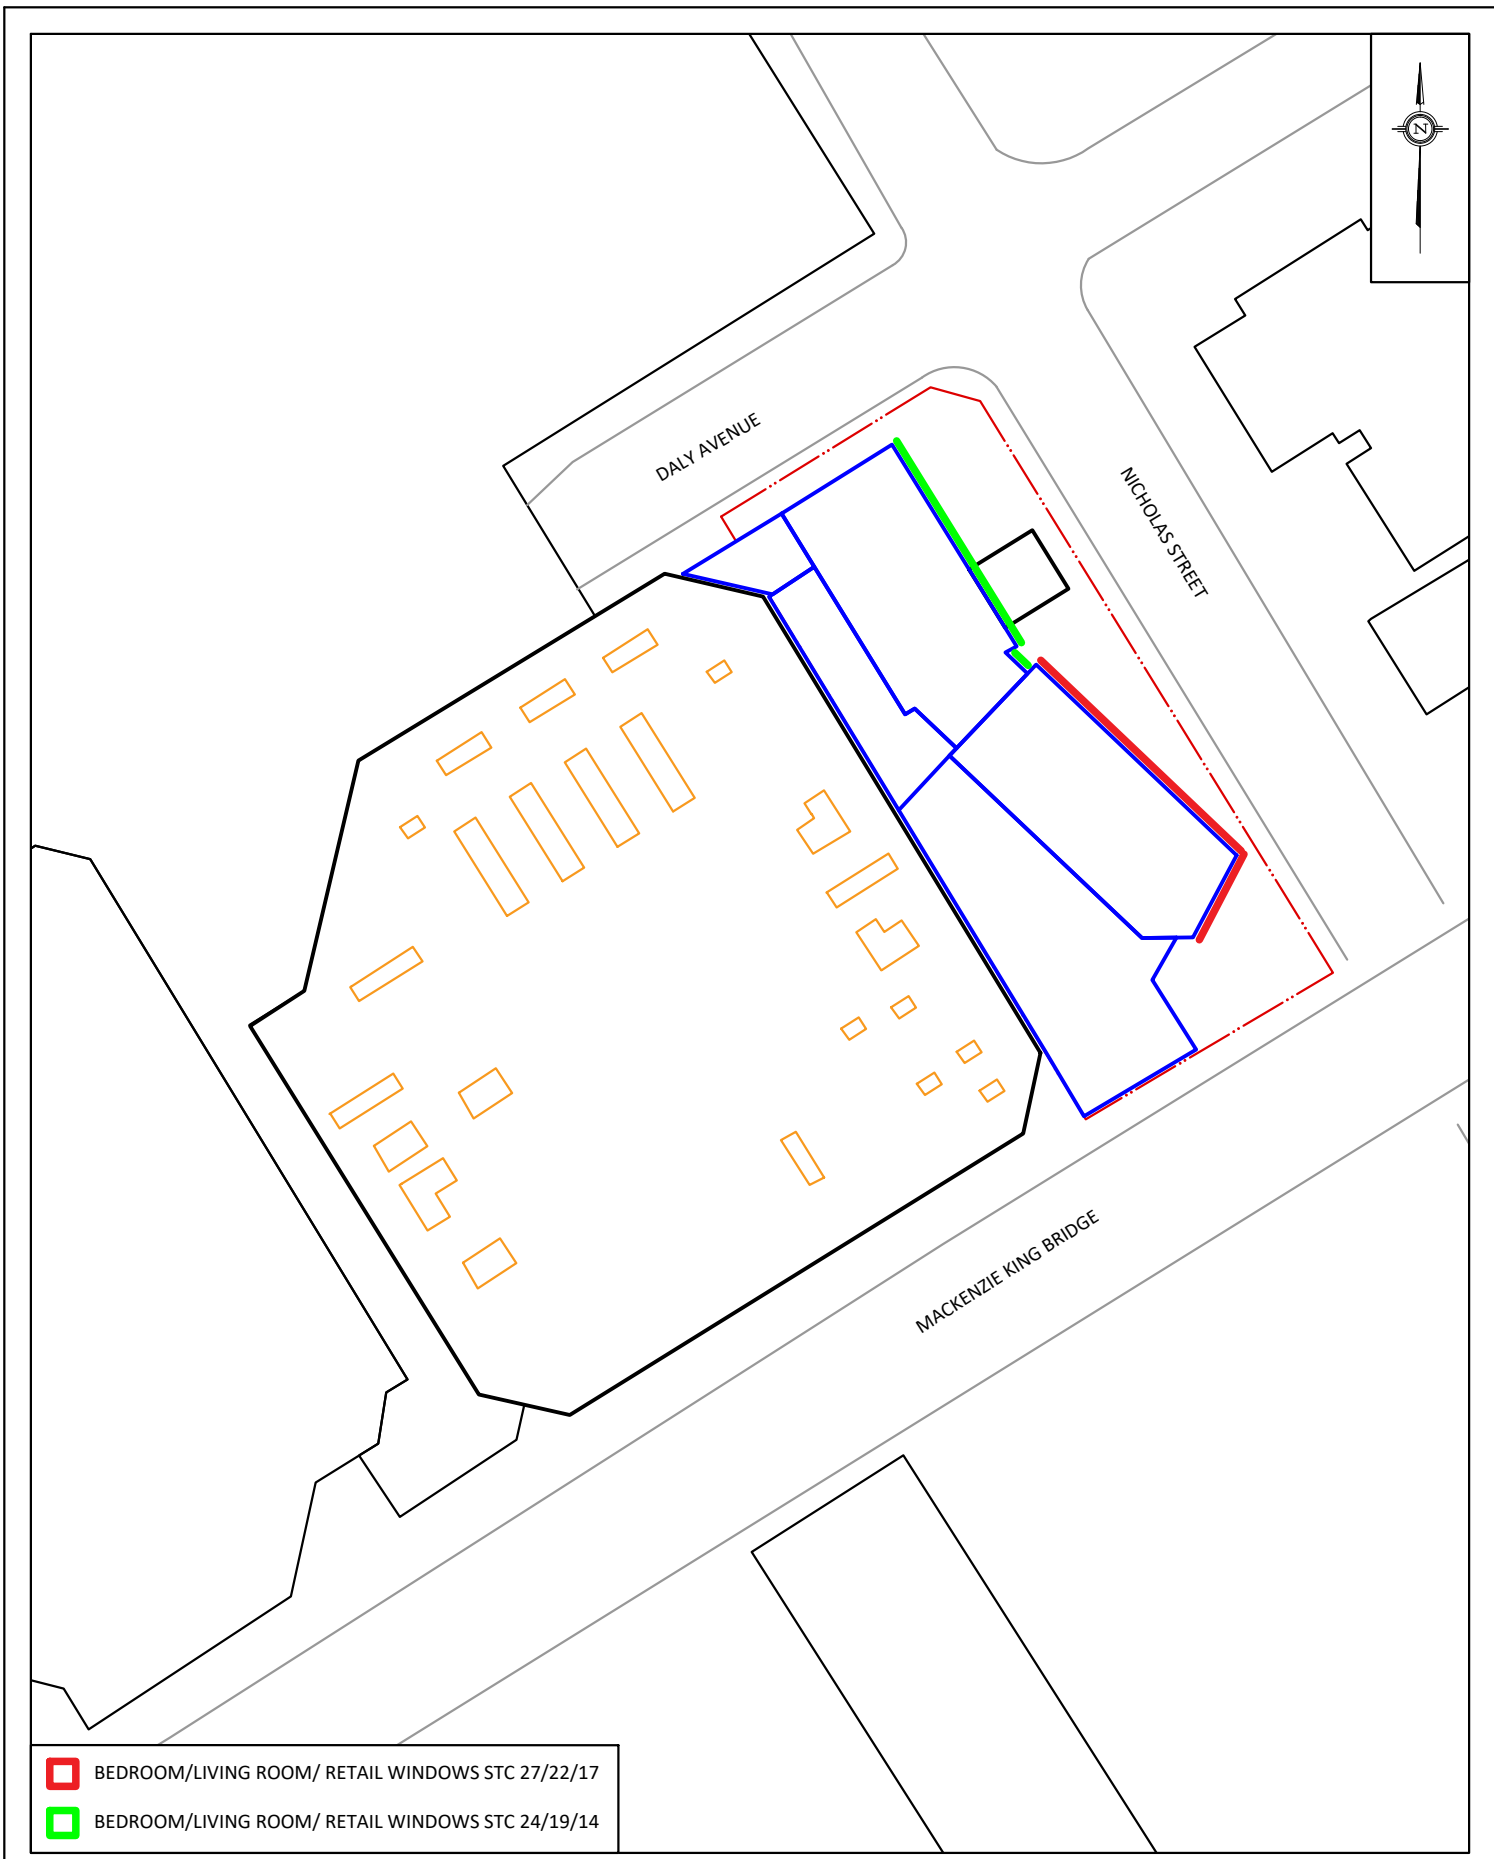 N
DALY AVENUE
NICHOLAS STREET
MACKENZIE KING BRIDGE
BEDROOM/LIVING ROOM/ RETAIL WINDOWS STC 27/22/17
BEDROOM/LIVING ROOM/ RETAIL WINDOWS STC 24/19/14